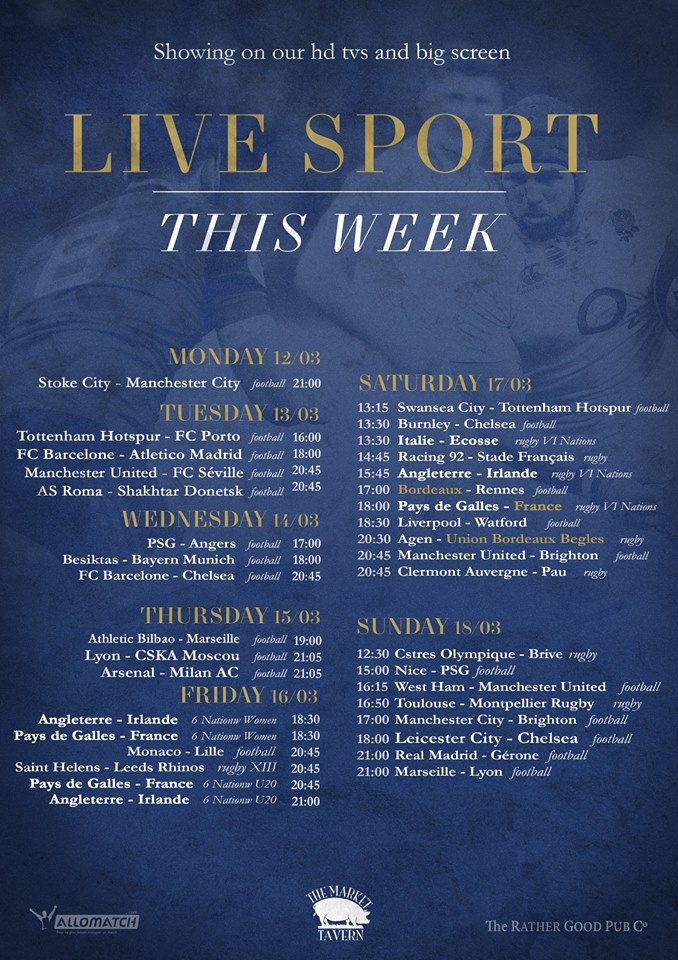 Showing on our hd tvs and big screen
LIVE SPORT
THIS WEEK
MONDAY 12/03
Stoke City - Manchester City football 21:00
TUESDAY 13/03
Tottenham Hotspur - FC Porto football 16:00
FC Barcelone - Atletico Madrid football 18:00
Manchester United - FC Séville football 20:45
AS Roma - Shakhtar Donetsk football 20:45
WEDNESDAY 14/03
PSG - Angers football 17:00
Besiktas - Bayern Munich football 18:00
FC Barcelone - Chelsea football 20:45
THURSDAY 15/03
Athletic Bilbao - Marseille football 19:00
Lyon - CSKA Moscou football 21:05
Arsenal - Milan AC football 21:05
FRIDAY 16/03
Angleterre - Irlande 6 Nationw Women 18:30
Pays de Galles - France 6 Nationw Women 18:30
Monaco - Lille football 20:45
Saint Helens - Leeds Rhinos rugby XIII 20:45
Pays de Galles - France 6 Nationw U20 20:45
Angleterre - Irlande 6 Nationw U20 21:00
SATURDAY 17/03
13:15 Swansea City - Tottenham Hotspur football
13:30 Burnley - Chelsea football
13:30 Italie - Ecosse rugby VI Nations
14:45 Racing 92 - Stade Français rugby
15:45 Angleterre - Irlande rugby VI Nations
17:00 Bordeaux - Rennes football
18:00 Pays de Galles - France rugby VI Nations
18:30 Liverpool - Watford football
20:30 Agen - Union Bordeaux Begles rugby
20:45 Manchester United - Brighton football
20:45 Clermont Auvergne - Pau rugby
SUNDAY 18/03
12:30 Cstres Olympique - Brive rugby
15:00 Nice - PSG football
16:15 West Ham - Manchester United football
16:50 Toulouse - Montpellier Rugby rugby
17:00 Manchester City - Brighton football
18:00 Leicester City - Chelsea football
21:00 Real Madrid - Gérone football
21:00 Marseille - Lyon football
ALLOMATCH
THE MARKET
TAVERN
The RATHER GOOD PUB Co